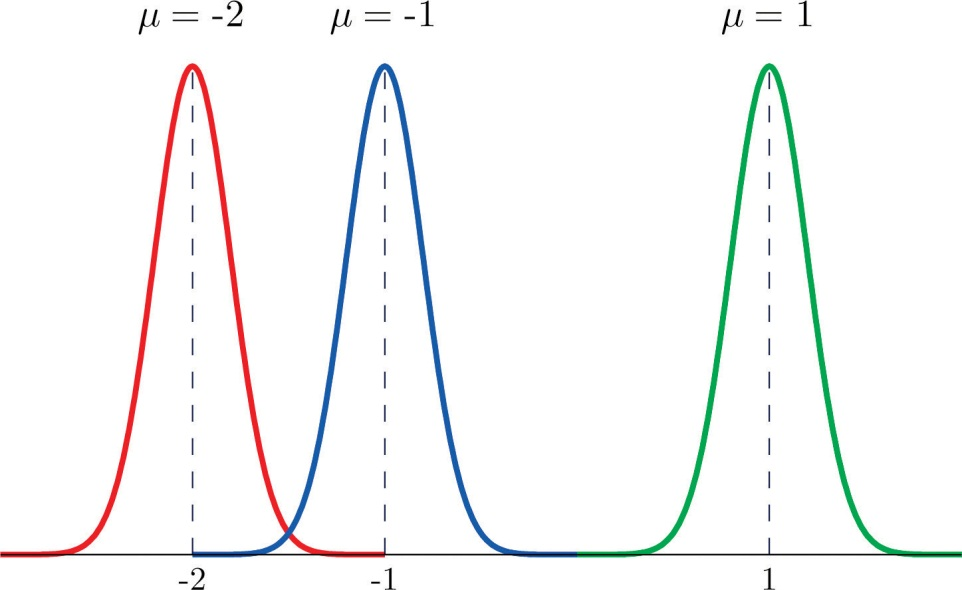 μ = -2 μ = -1 μ = 1
-2 -1 1